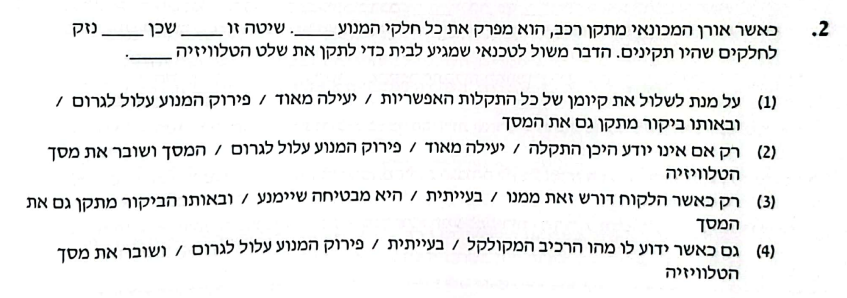 2. כאשר אורן המכונאי מתקן רכב, הוא מפרק את כל חלקי המנוע _____. שיטה זו _____ שכן _____ נזק
לחלקים שהיו תקינים. הדבר משול לטכנאי שמגיע לבית כדי לתקן את שלט הטלוויזיה _____.
(1) על מנת לשלול את קיומן של כל התקלות האפשריות / יעילה מאוד / פירוק המנוע עלול לגרום /
ובאותו ביקור מתקן גם את המסך
(2) רק אם אינו יודע היכן התקלה / יעילה מאוד / פירוק המנוע עלול לגרום / המסך ושובר את מסך
הטלוויזיה
(3) רק כאשר הלקוח דורש זאת ממנו / בעייתית / היא מבטיחה שיימנע / ובאותו הביקור מתקן גם את
המסך
(4) גם כאשר ידוע לו מהו הרכיב המקולקל / בעייתית / פירוק המנוע עלול לגרום / ושובר את מסך
הטלוויזיה